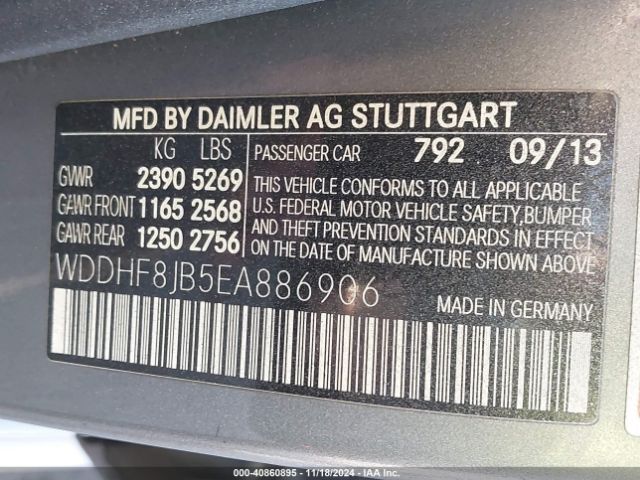 MFD BY DAIMLER AG STUTTGART
KG LBS
GVWR 2390 5269
GAWR FRONT 1165 2568
GAWR REAR 1250 2756
PASSENGER CAR 792 09/13
THIS VEHICLE CONFORMS TO ALL APPLICABLE
U.S. FEDERAL MOTOR VEHICLE SAFETY, BUMPER
AND THEFT PREVENTION STANDARDS IN EFFECT
ON THE DATE OF MANUFACTURE SHOWN ABOVE
WDDHF8JB5EA886906
MADE IN GERMANY
000-40860895 - 11/18/2024 - IAA Inc.